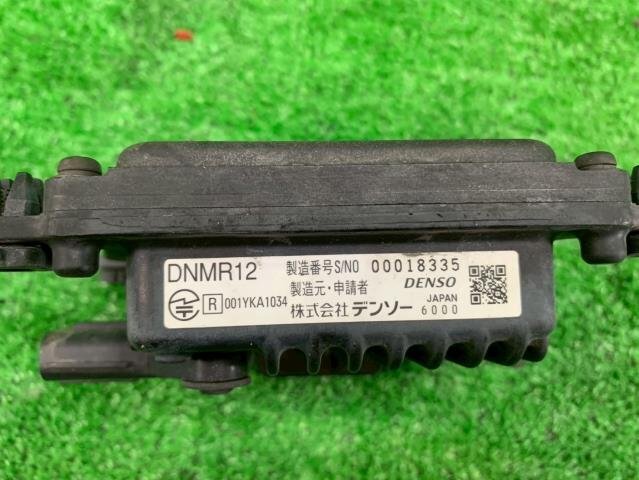 DNMR12 製造番号S/N0 00018335
製造元・申請者 DENSO
R 001YKA1034 株式会社デンソー JAPAN
6000